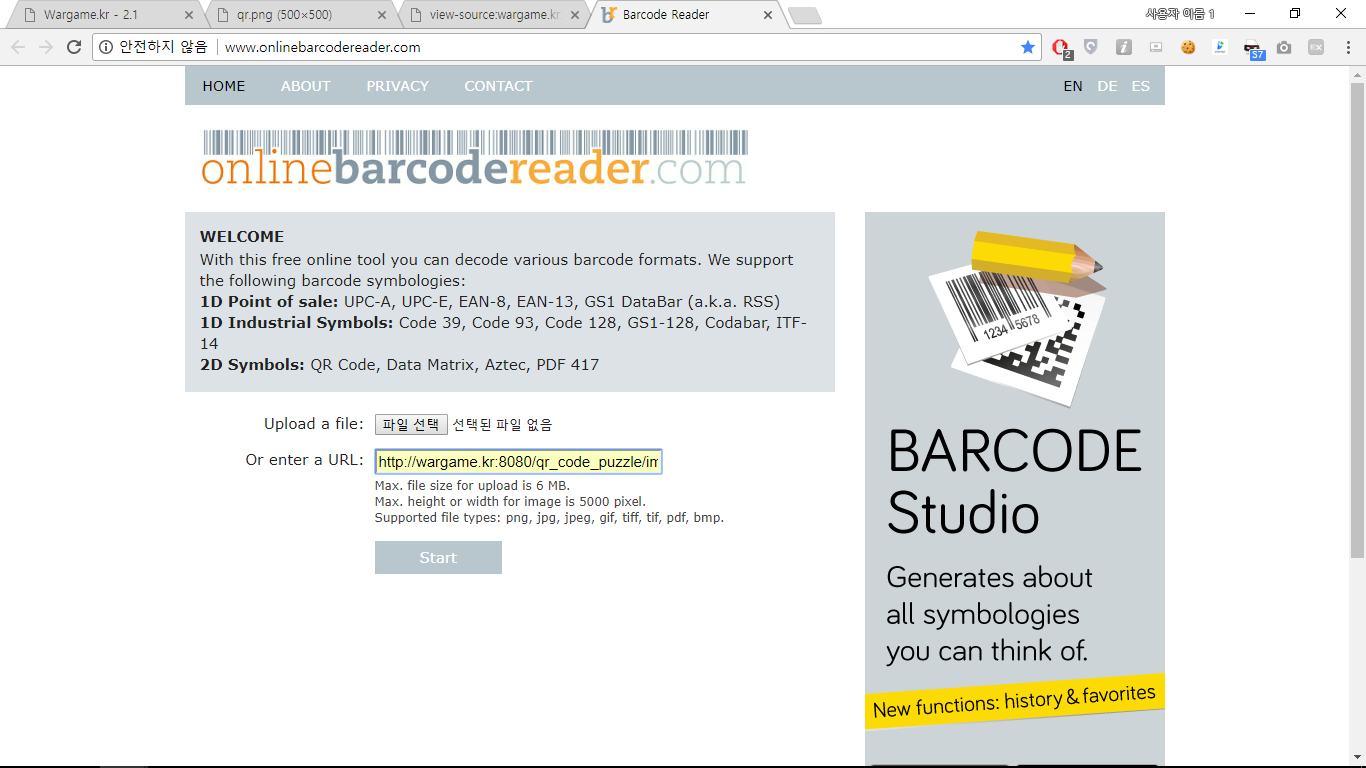 Wargame.kr - 2.1
qr.png (500×500)
view-source:wargame.kr
Barcode Reader
사용자 이름 1
안전하지 않음
www.onlinebarcodereader.com
2
57
HOME ABOUT PRIVACY CONTACT
EN DE ES
onlinebarcodereader.com
WELCOME
With this free online tool you can decode various barcode formats. We support
the following barcode symbologies:
1D Point of sale: UPC-A, UPC-E, EAN-8, EAN-13, GS1 DataBar (a.k.a. RSS)
1D Industrial Symbols: Code 39, Code 93, Code 128, GS1-128, Codabar, ITF-
14
2D Symbols: QR Code, Data Matrix, Aztec, PDF 417
Upload a file: 파일 선택 선택된 파일 없음
Or enter a URL: http://wargame.kr:8080/qr_code_puzzle/im
Max. file size for upload is 6 MB.
Max. height or width for image is 5000 pixel.
Supported file types: png, jpg, jpeg, gif, tiff, tif, pdf, bmp.
Start
1234 5678
BARCODE
Studio
Generates about
all symbologies
you can think of.
New functions: history & favorites